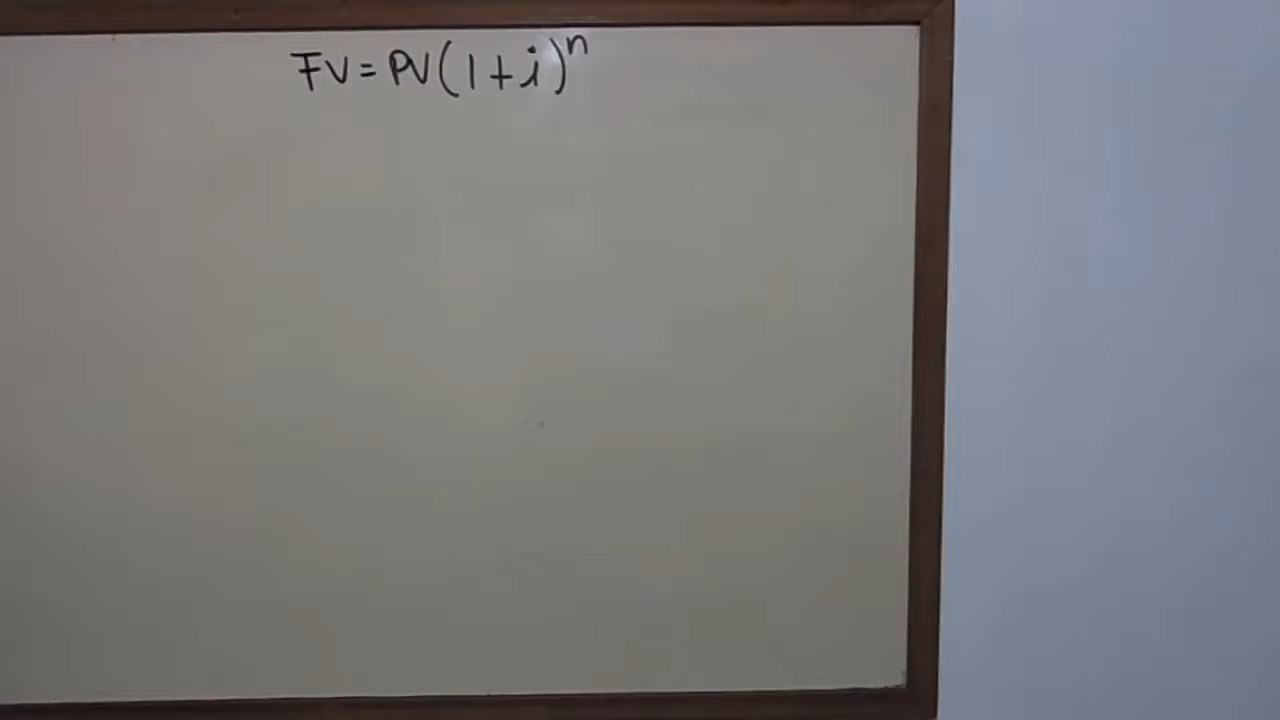 FV = PV(1+i)^n